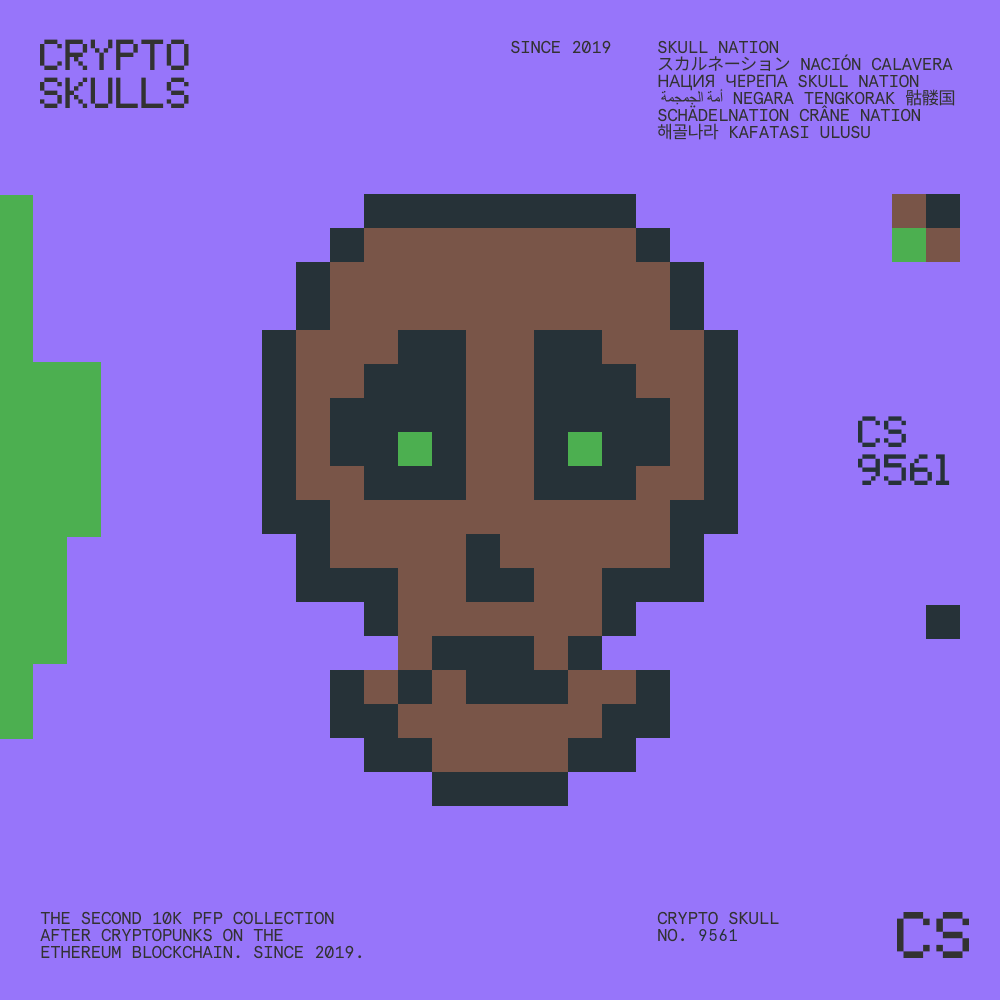 CRYPTO
SKULLS
SINCE 2019
SKULL NATION
スカルネーション NACIÓN CALAVERA
НАЦИЯ ЧЕРЕПА SKULL NATION
أمة الجمجمة NEGARA TENGKORAK 骷髅国
SCHÄDELNATION CRÂNE NATION
해골나라 KAFATASI ULUSU
CS
9561
THE SECOND 10K PFP COLLECTION
AFTER CRYPTOPUNKS ON THE
ETHEREUM BLOCKCHAIN. SINCE 2019.
CRYPTO SKULL
NO. 9561
CS